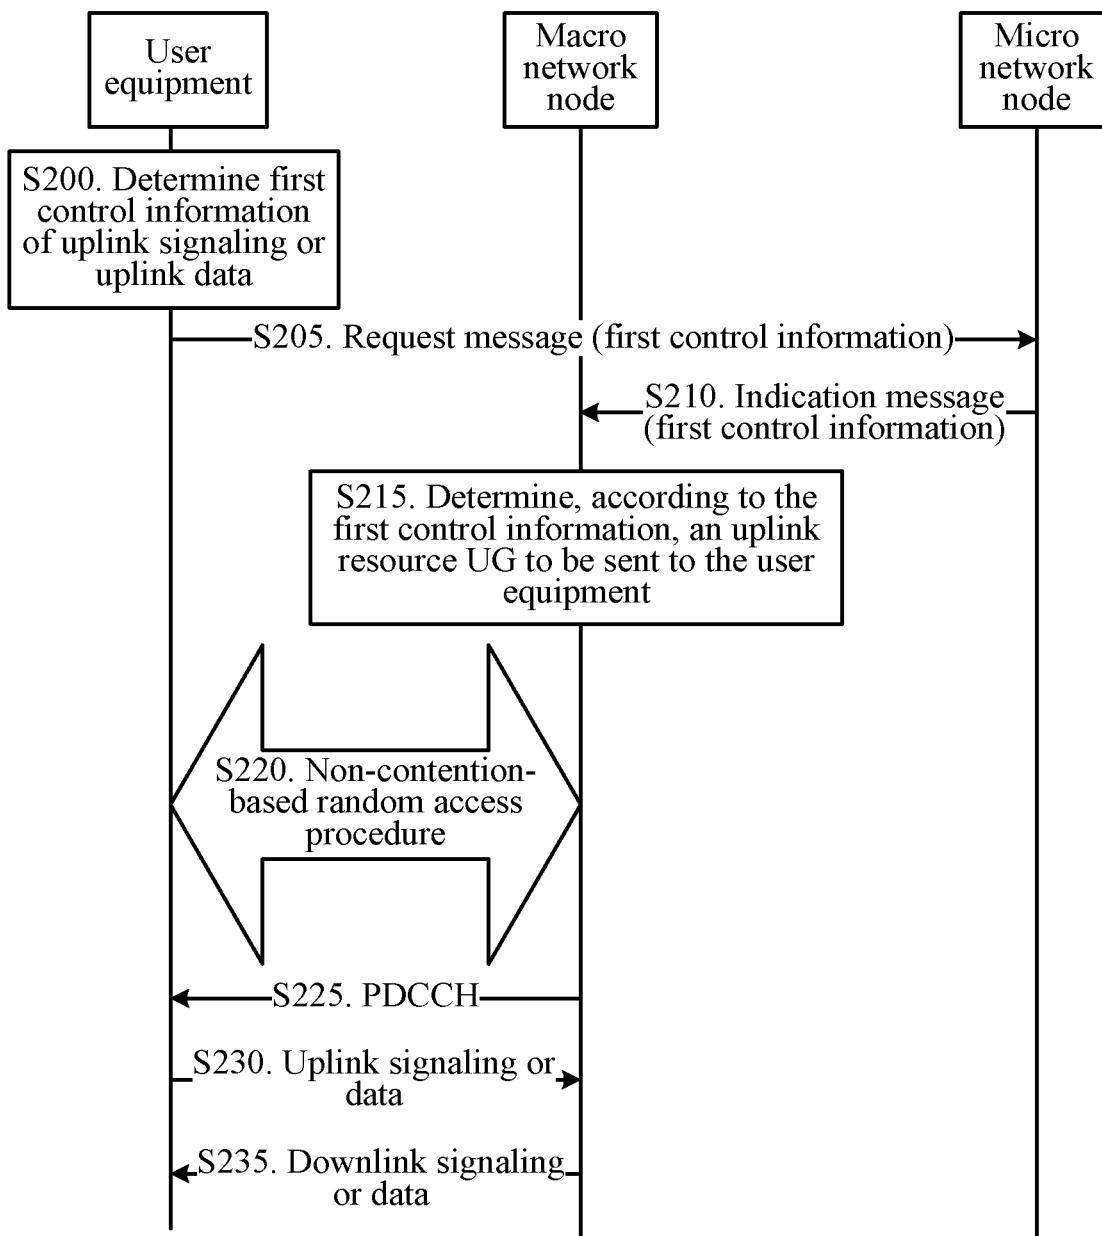 User
equipment
Macro
network
node
Micro
network
node
S200. Determine first
control information
of uplink signaling or
uplink data
S205. Request message (first control information)
S210. Indication message
(first control information)
S215. Determine, according to the
first control information, an uplink
resource UG to be sent to the user
equipment
S220. Non-contention-
based random access
procedure
S225. PDCCH
S230. Uplink signaling or
data
S235. Downlink signaling
or data